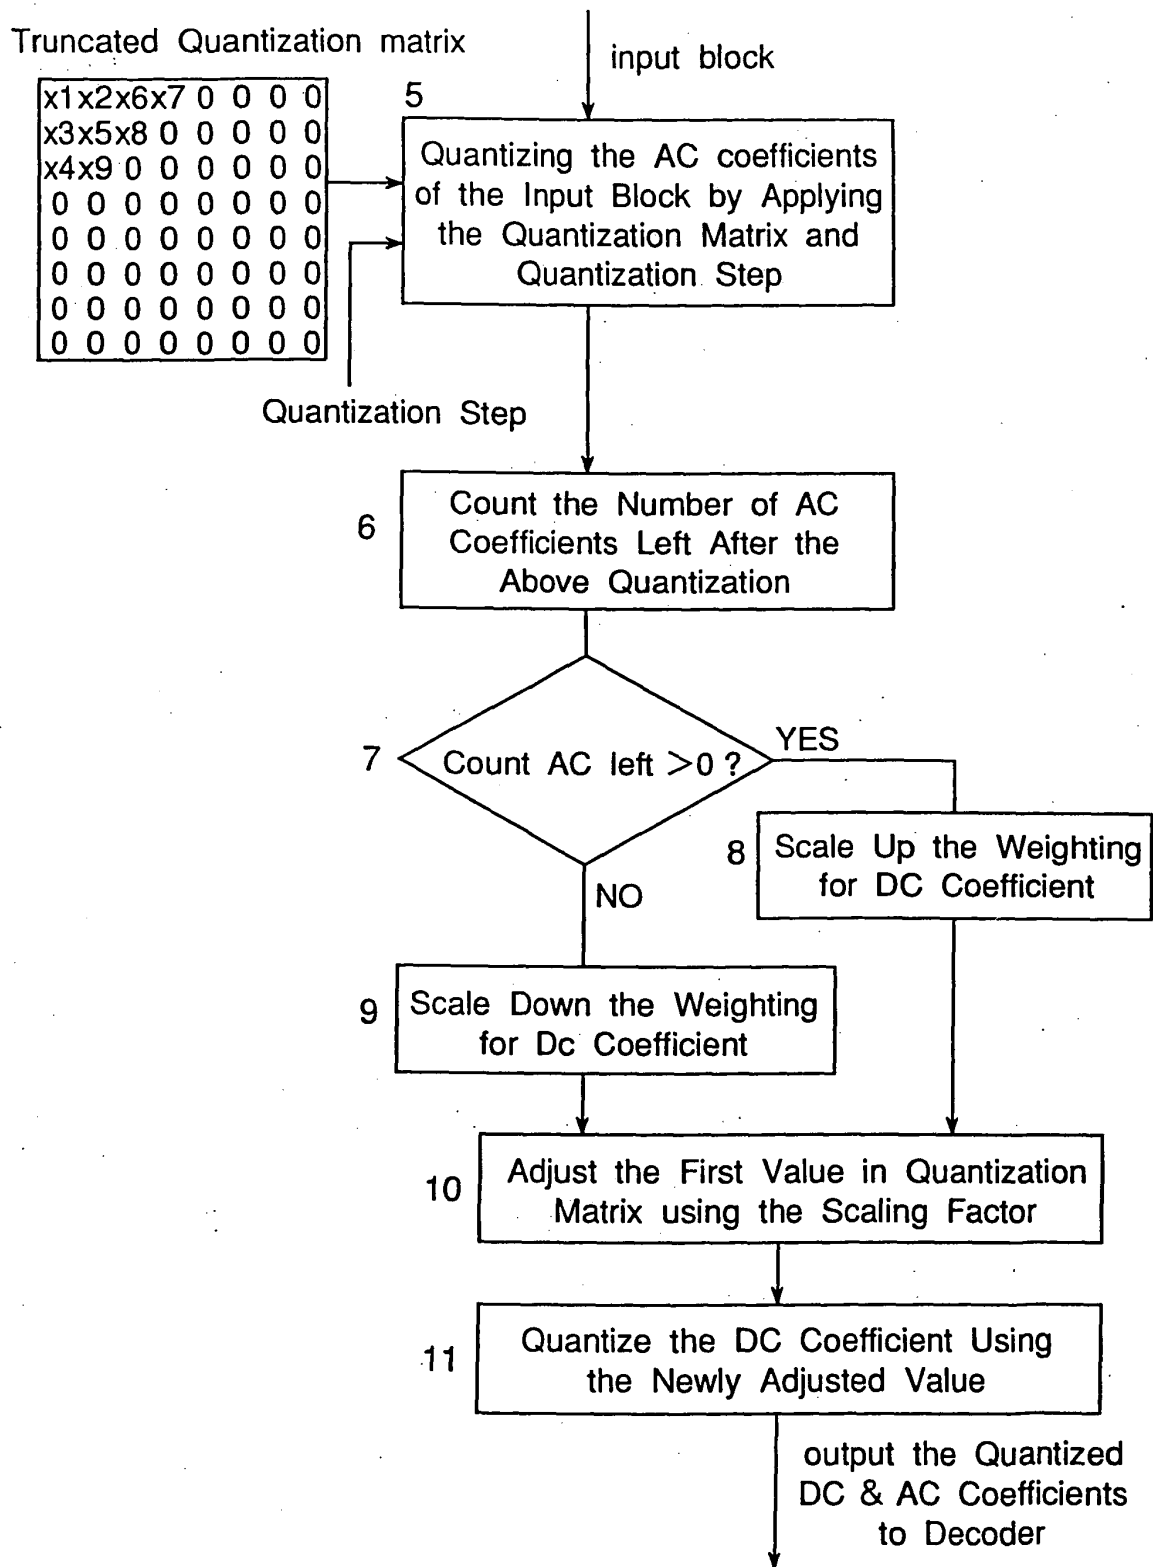 Truncated Quantization matrix
input block
x1x2x6x7 0 0 0 0
x3x5x8 0 0 0 0 0
x4x9 0 0 0 0 0 0
0 0 0 0 0 0 0 0
0 0 0 0 0 0 0 0
0 0 0 0 0 0 0 0
0 0 0 0 0 0 0 0
0 0 0 0 0 0 0 0
5
Quantizing the AC coefficients
of the Input Block by Applying
the Quantization Matrix and
Quantization Step
Quantization Step
6
Count the Number of AC
Coefficients Left After the
Above Quantization
7
Count AC left >0 ?
YES
NO
8
Scale Up the Weighting
for DC Coefficient
9
Scale Down the Weighting
for Dc Coefficient
10
Adjust the First Value in Quantization
Matrix using the Scaling Factor
11
Quantize the DC Coefficient Using
the Newly Adjusted Value
output the Quantized
DC & AC Coefficients
to Decoder